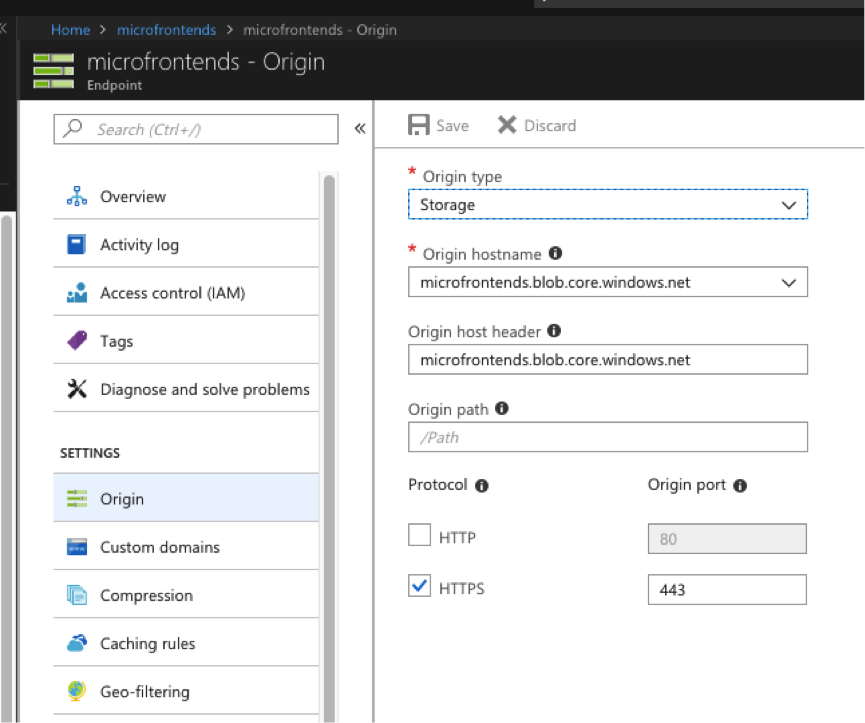 Home > microfrontends > microfrontends - Origin
microfrontends - Origin
Endpoint
Search (Ctrl+/)
«
Overview
Activity log
Access control (IAM)
Tags
Diagnose and solve problems
SETTINGS
Origin
Custom domains
Compression
Caching rules
Geo-filtering
Save Discard
* Origin type
Storage
* Origin hostname
microfrontends.blob.core.windows.net
Origin host header
microfrontends.blob.core.windows.net
Origin path
/Path
Protocol Origin port
HTTP 80
HTTPS 443